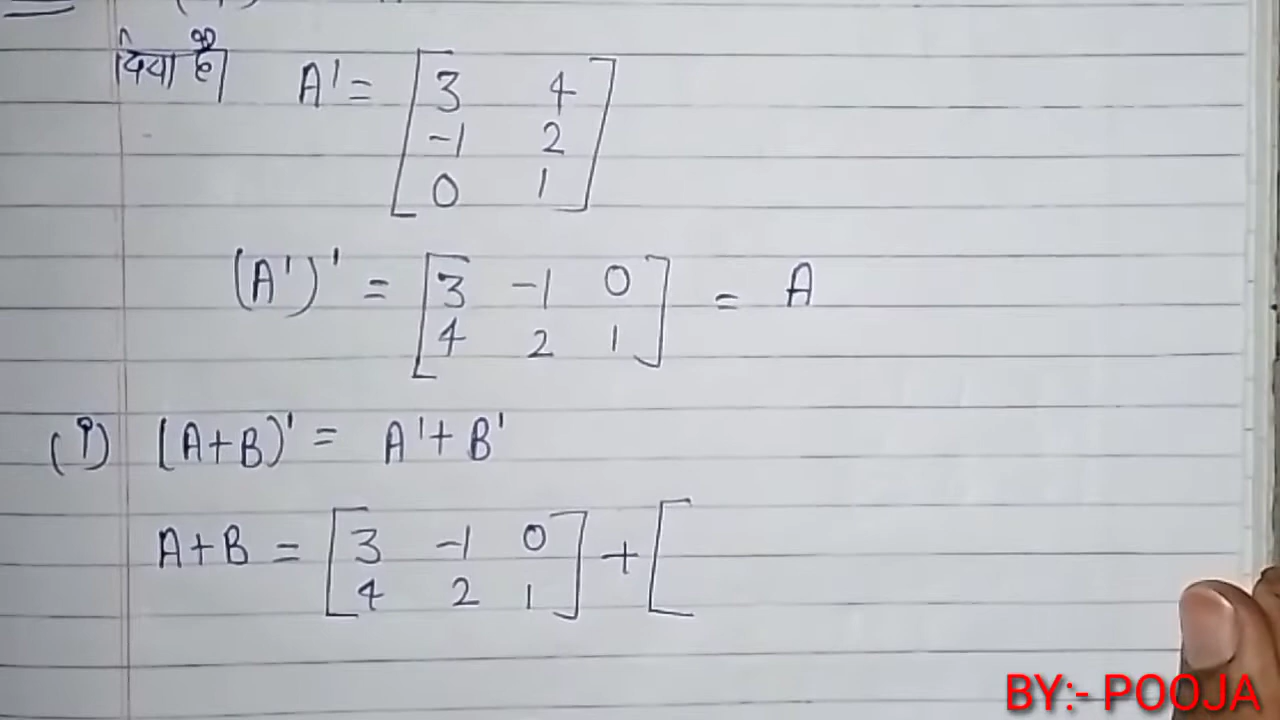 दिया है| A' = [3 4
-1 2
0 1]
(A')' = [3 -1 0
4 2 1] = A
(i) (A+B)' = A'+B'
A+B = [3 -1 0
4 2 1] + [
BY:- POOJA